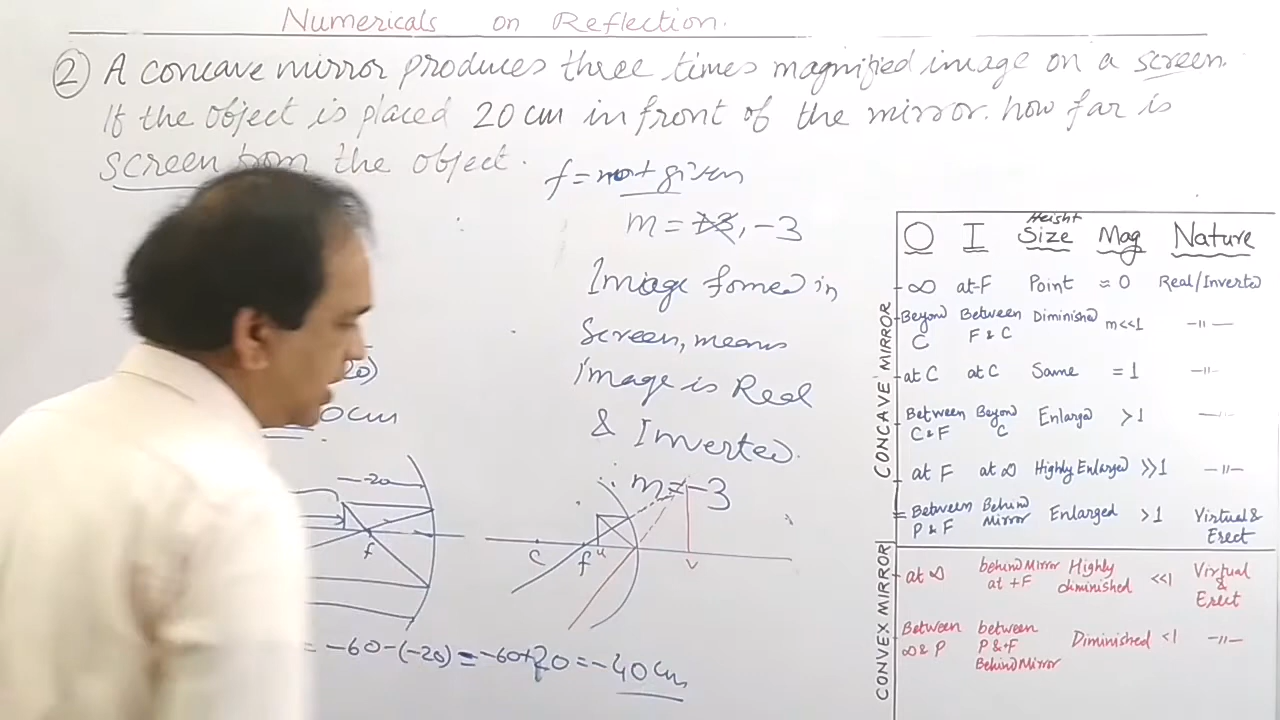 Numericals on Reflection.
② A concave mirror produces three times magnified image on a screen.
If the object is placed 20 cm in front of the mirror. how far is
screen from the object.
f = not given
m = +3, -3
Image fomed in
Screen, means
image is Real
& Inverted.
m = -3
20)
0cm
-20
f
C f u v
= -60-(-20) = -60+20 = -40cm
O I Height Size Mag Nature
CONCAVE MIRROR
∞ at-F Point ≈ 0 Real/Inverted
Beyond C Between F & C Diminished m<<1 -〃-
at C at C Same = 1 -〃-
Between C & F Beyond C Enlarged >1 -〃-
at F at ∞ Highly Enlarged >>1 -〃-
Between P & F Behind Mirror Enlarged >1 Virtual & Erect
CONVEX MIRROR
at ∞ behind Mirror at +F Highly diminished <<1 Virtual & Erect
Between ∞ & P between P & +F Behind Mirror Diminished <1 -〃-